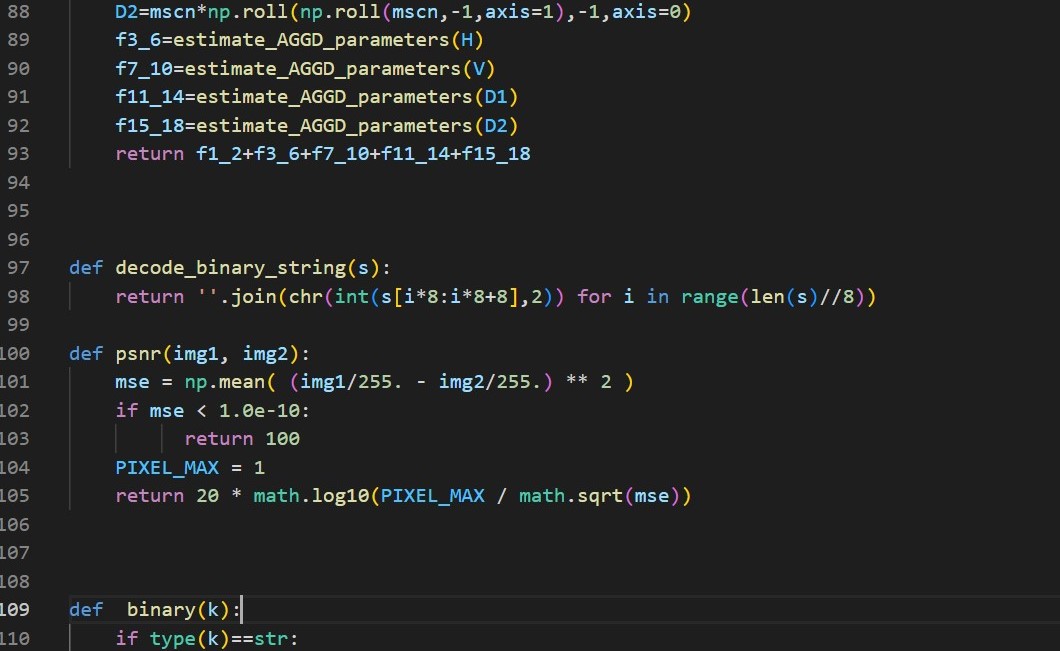 88 D2=mscn*np.roll(np.roll(mscn,-1,axis=1),-1,axis=0)
89 f3_6=estimate_AGGD_parameters(H)
90 f7_10=estimate_AGGD_parameters(V)
91 f11_14=estimate_AGGD_parameters(D1)
92 f15_18=estimate_AGGD_parameters(D2)
93 return f1_2+f3_6+f7_10+f11_14+f15_18
94
95
96
97 def decode_binary_string(s):
98 return ''.join(chr(int(s[i*8:i*8+8],2)) for i in range(len(s)//8))
99
100 def psnr(img1, img2):
101 mse = np.mean( (img1/255. - img2/255.) ** 2 )
102 if mse < 1.0e-10:
103 return 100
104 PIXEL_MAX = 1
105 return 20 * math.log10(PIXEL_MAX / math.sqrt(mse))
106
107
108
109 def  binary(k):
110 if type(k)==str: